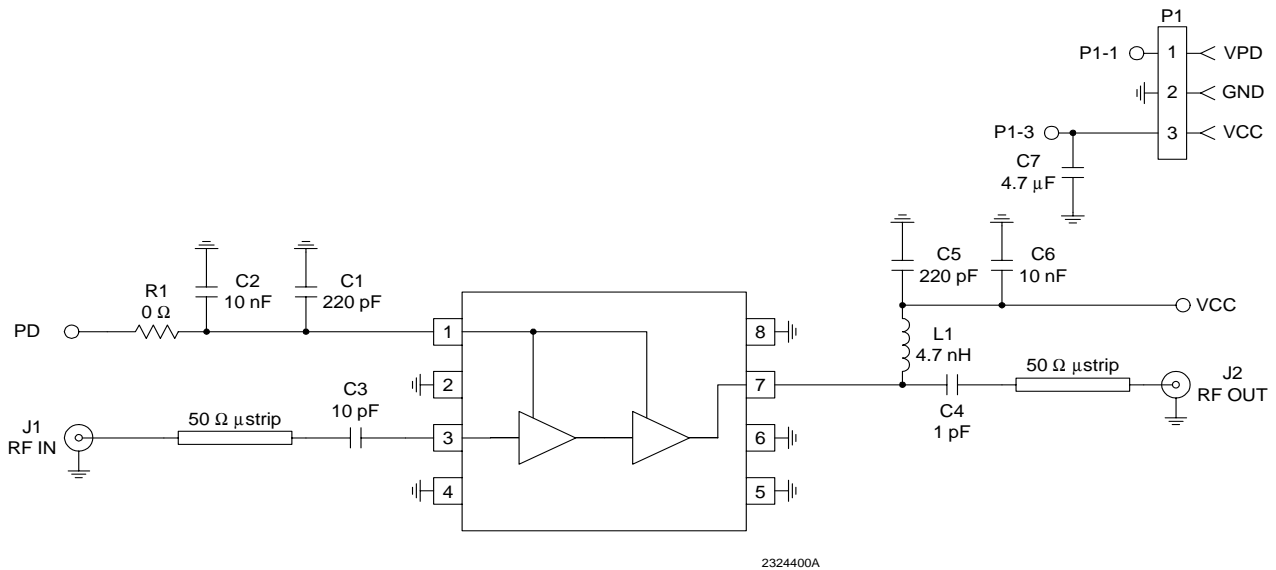 P1
P1-1
1
VPD
2
GND
P1-3
3
VCC
C7
4.7 μF
C2
10 nF
C1
220 pF
C5
220 pF
C6
10 nF
R1
0 Ω
PD
1
8
VCC
L1
4.7 nH
2
7
50 Ω μstrip
J2
RF OUT
C3
10 pF
C4
1 pF
J1
RF IN
50 Ω μstrip
3
6
4
5
2324400A